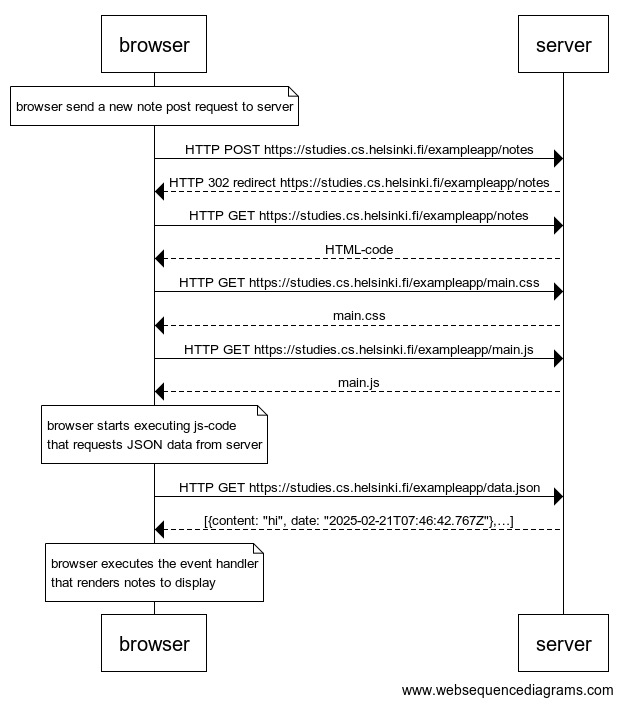 browser
server
browser send a new note post request to server
HTTP POST https://studies.cs.helsinki.fi/exampleapp/notes
HTTP 302 redirect https://studies.cs.helsinki.fi/exampleapp/notes
HTTP GET https://studies.cs.helsinki.fi/exampleapp/notes
HTML-code
HTTP GET https://studies.cs.helsinki.fi/exampleapp/main.css
main.css
HTTP GET https://studies.cs.helsinki.fi/exampleapp/main.js
main.js
browser starts executing js-code
that requests JSON data from server
HTTP GET https://studies.cs.helsinki.fi/exampleapp/data.json
[{content: "hi", date: "2025-02-21T07:46:42.767Z"},…]
browser executes the event handler
that renders notes to display
browser
server
www.websequencediagrams.com